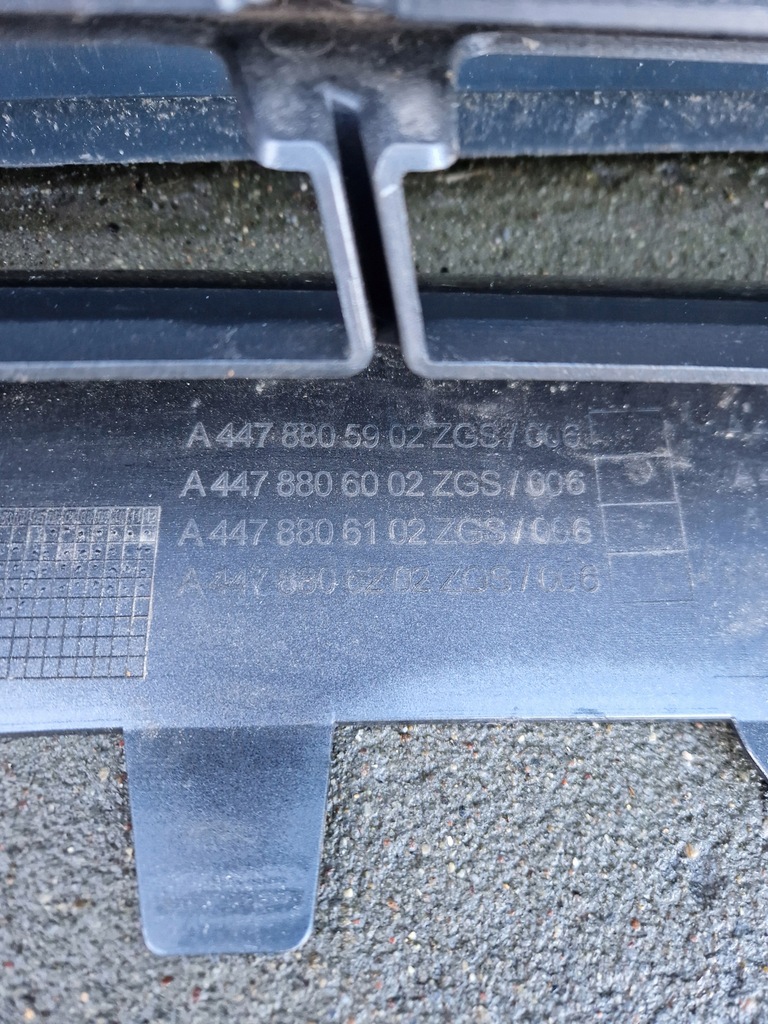 A 447 880 59 02 ZGS / 006
A 447 880 60 02 ZGS / 006
A 447 880 61 02 ZGS / 006
A 447 880 62 02 ZGS / 006